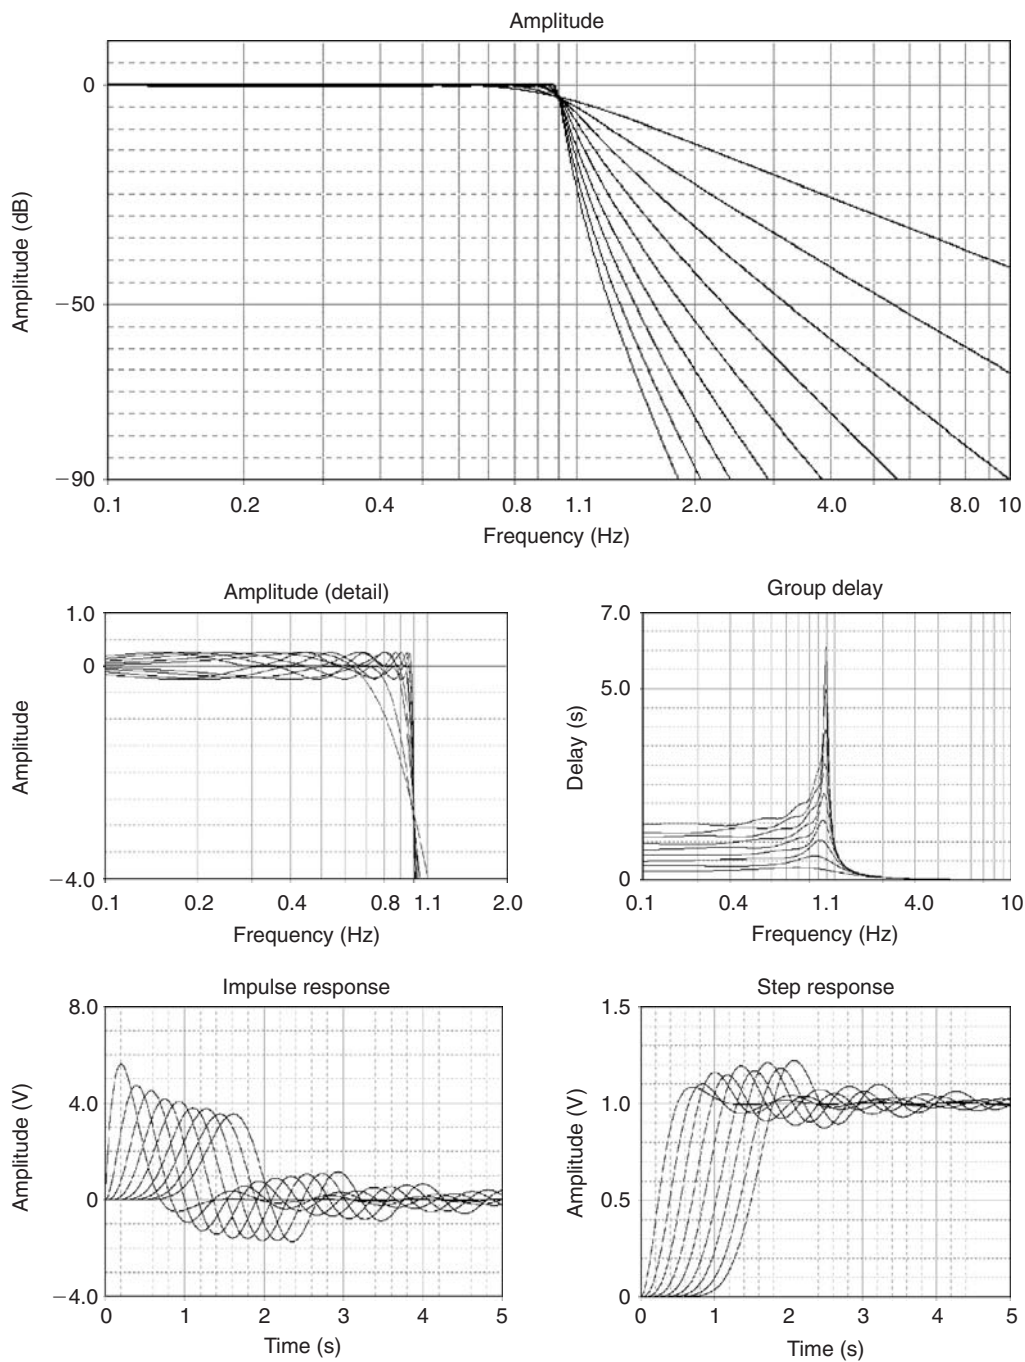 Amplitude
0
−50
−90
Amplitude (dB)
0.1 0.2 0.4 0.8 1.1 2.0 4.0 8.0 10
Frequency (Hz)
Amplitude (detail)
1.0
0
−4.0
Amplitude
0.1 0.2 0.4 0.8 1.1 2.0
Frequency (Hz)
Group delay
7.0
5.0
0
Delay (s)
0.1 0.4 1.1 4.0 10
Frequency (Hz)
Impulse response
8.0
4.0
0
−4.0
Amplitude (V)
0 1 2 3 4 5
Time (s)
Step response
1.5
1.0
0.5
0
Amplitude (V)
0 1 2 3 4 5
Time (s)